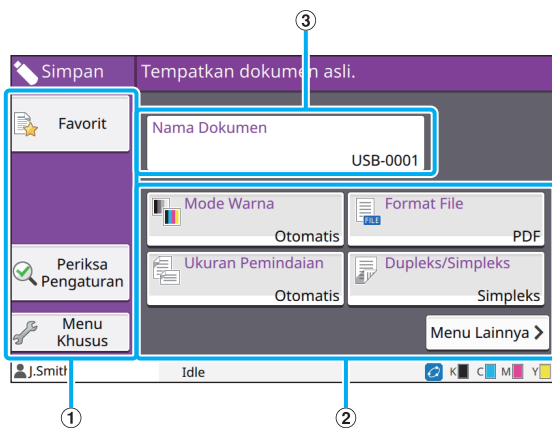 ③
Simpan
Tempatkan dokumen asli.
Favorit
Nama Dokumen
USB-0001
Mode Warna
Otomatis
Format File
FILE
PDF
Periksa
Pengaturan
Ukuran Pemindaian
Otomatis
Dupleks/Simpleks
Simpleks
Menu
Khusus
Menu Lainnya
J.Smith
Idle
K C M Y
① ②